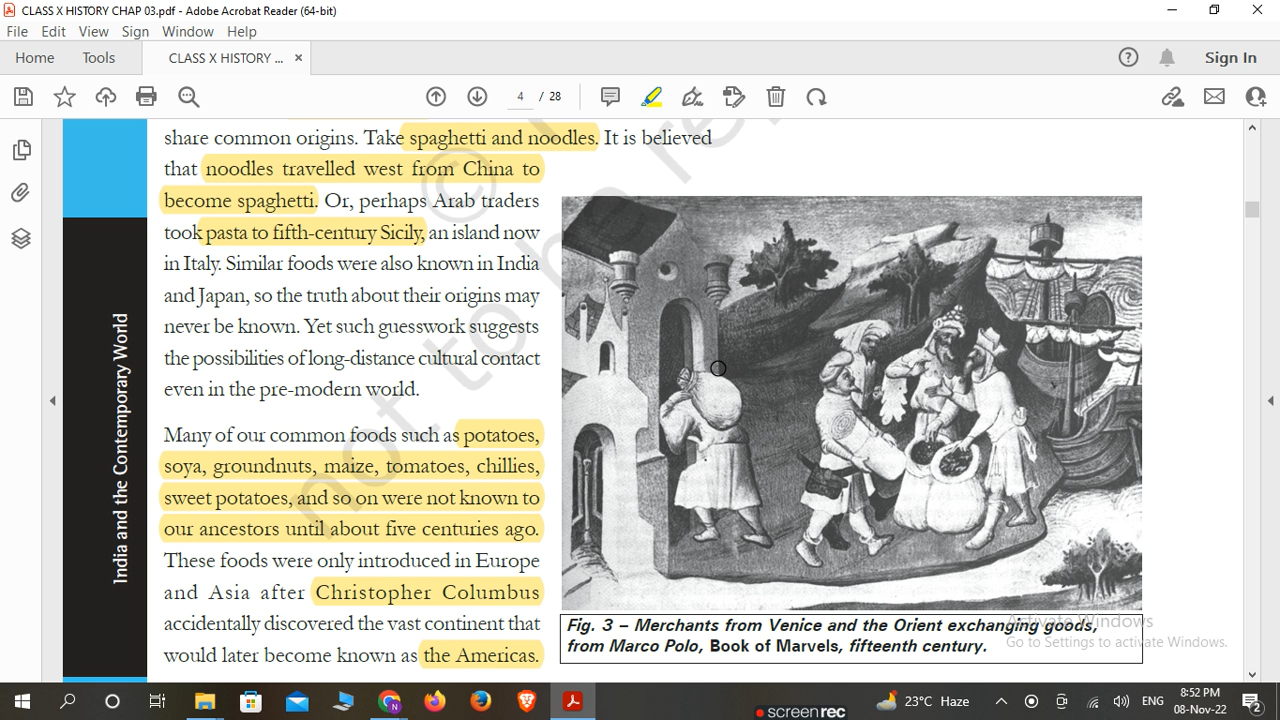 CLASS X HISTORY CHAP 03.pdf - Adobe Acrobat Reader (64-bit)
File Edit View Sign Window Help
Home Tools CLASS X HISTORY ... × Sign In
4 / 28
share common origins. Take spaghetti and noodles. It is believed
that noodles travelled west from China to
become spaghetti. Or, perhaps Arab traders
took pasta to fifth-century Sicily, an island now
in Italy. Similar foods were also known in India
and Japan, so the truth about their origins may
never be known. Yet such guesswork suggests
the possibilities of long-distance cultural contact
even in the pre-modern world.
Many of our common foods such as potatoes,
soya, groundnuts, maize, tomatoes, chillies,
sweet potatoes, and so on were not known to
our ancestors until about five centuries ago.
These foods were only introduced in Europe
and Asia after Christopher Columbus
accidentally discovered the vast continent that
would later become known as the Americas.
India and the Contemporary World
© not to be re
Fig. 3 – Merchants from Venice and the Orient exchanging goods,
from Marco Polo, Book of Marvels, fifteenth century.
Activate Windows
Go to Settings to activate Windows.
23°C Haze ENG 8:52 PM
08-Nov-22 2
screenrec